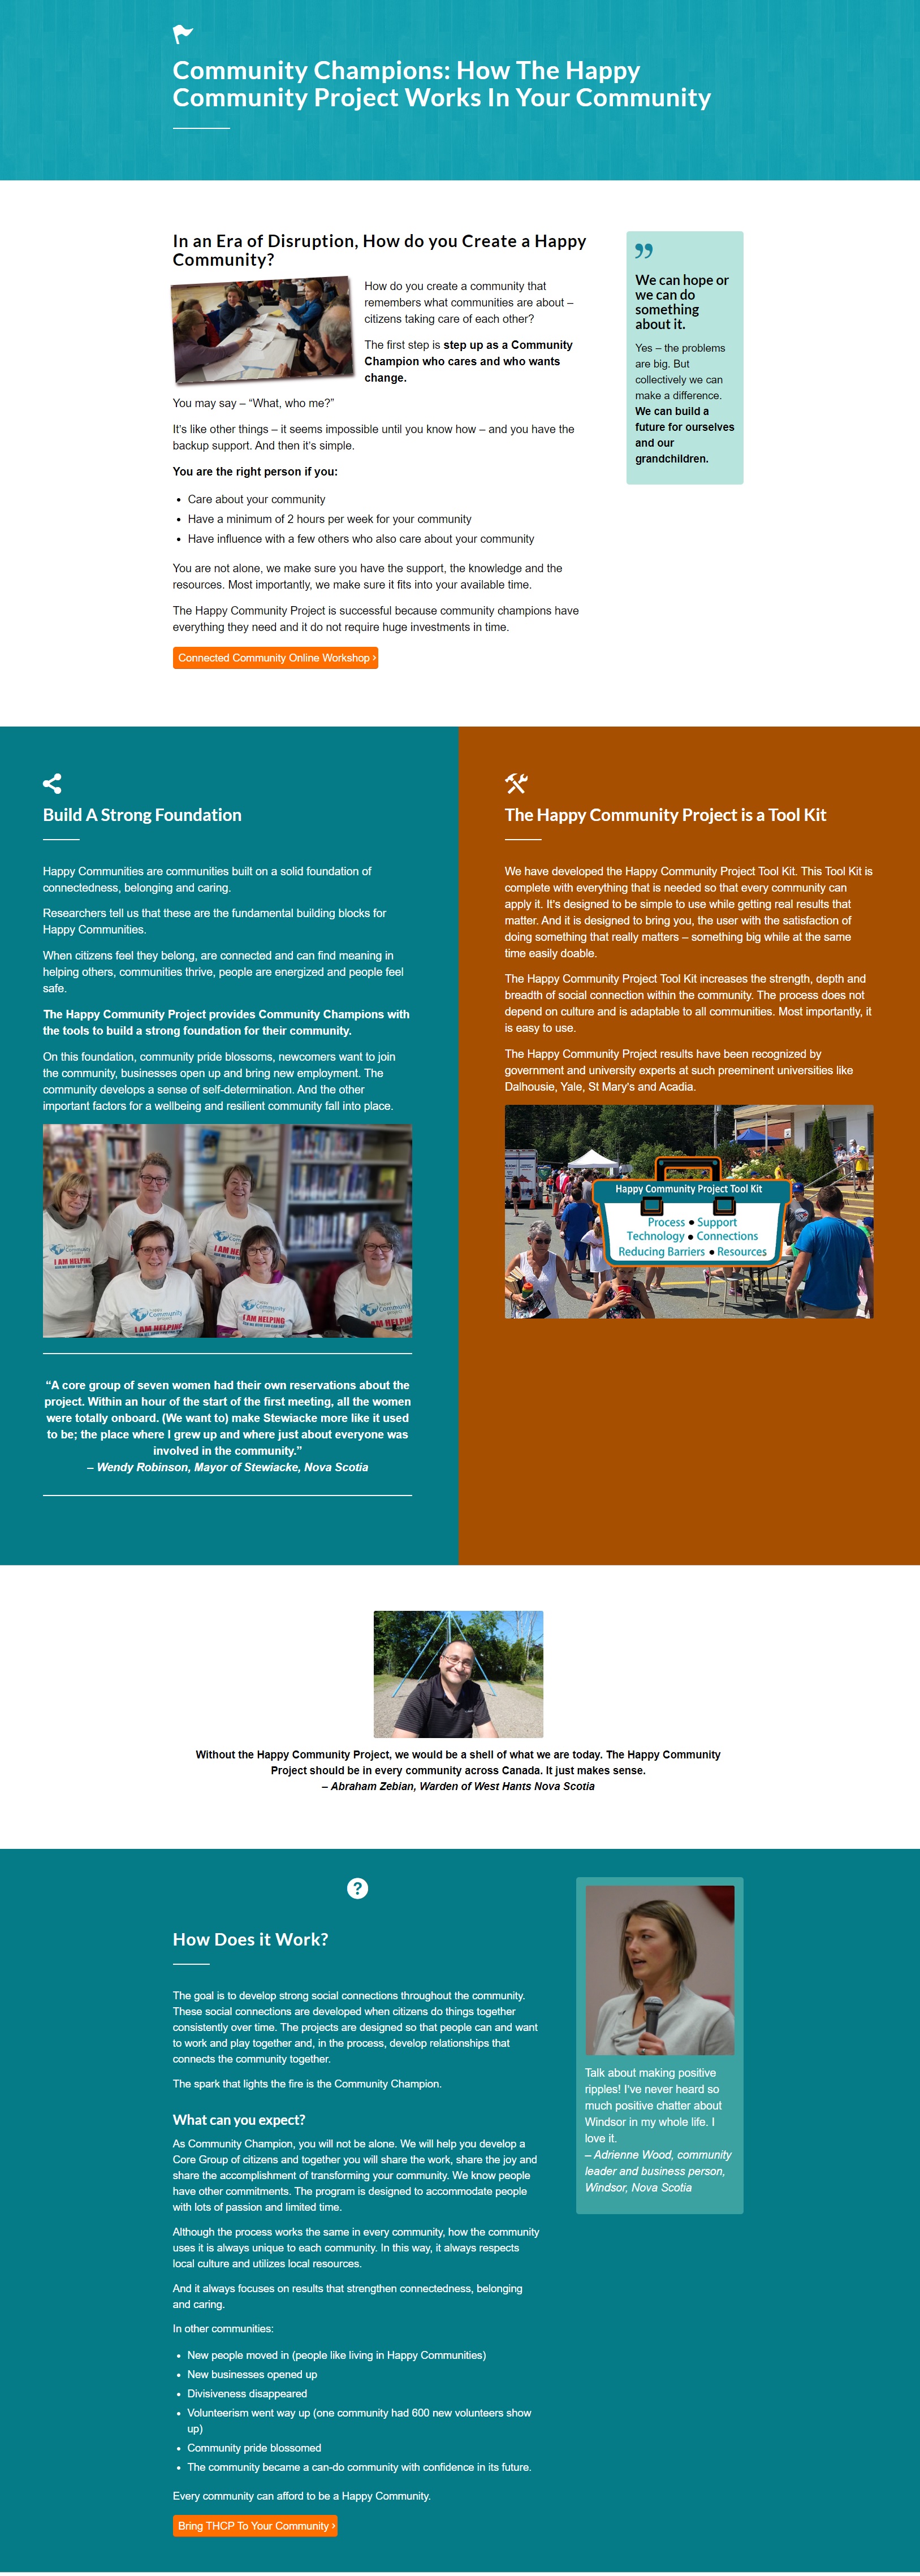 Community Champions: How The Happy
Community Project Works In Your Community
In an Era of Disruption, How do you Create a Happy
Community?
How do you create a community that
remembers what communities are about –
citizens taking care of each other?
The first step is step up as a Community
Champion who cares and who wants
change.
You may say – “What, who me?”
It’s like other things – it seems impossible until you know how – and you have the
backup support. And then it’s simple.
You are the right person if you:
• Care about your community
• Have a minimum of 2 hours per week for your community
• Have influence with a few others who also care about your community
You are not alone, we make sure you have the support, the knowledge and the
resources. Most importantly, we make sure it fits into your available time.
The Happy Community Project is successful because community champions have
everything they need and it do not require huge investments in time.
Connected Community Online Workshop ›
”
We can hope or
we can do
something
about it.
Yes – the problems
are big. But
collectively we can
make a difference.
We can build a
future for ourselves
and our
grandchildren.
Build A Strong Foundation
Happy Communities are communities built on a solid foundation of
connectedness, belonging and caring.
Researchers tell us that these are the fundamental building blocks for
Happy Communities.
When citizens feel they belong, are connected and can find meaning in
helping others, communities thrive, people are energized and people feel
safe.
The Happy Community Project provides Community Champions with
the tools to build a strong foundation for their community.
On this foundation, community pride blossoms, newcomers want to join
the community, businesses open up and bring new employment. The
community develops a sense of self-determination. And the other
important factors for a wellbeing and resilient community fall into place.
I AM HELPING
I AM HE
Community
I AM HELPING
Community
I AM HELPING
Community
I AM HELPING
“A core group of seven women had their own reservations about the
project. Within an hour of the start of the first meeting, all the women
were totally onboard. (We want to) make Stewiacke more like it used
to be; the place where I grew up and where just about everyone was
involved in the community.”
– Wendy Robinson, Mayor of Stewiacke, Nova Scotia
The Happy Community Project is a Tool Kit
We have developed the Happy Community Project Tool Kit. This Tool Kit is
complete with everything that is needed so that every community can
apply it. It’s designed to be simple to use while getting real results that
matter. And it is designed to bring you, the user with the satisfaction of
doing something that really matters – something big while at the same
time easily doable.
The Happy Community Project Tool Kit increases the strength, depth and
breadth of social connection within the community. The process does not
depend on culture and is adaptable to all communities. Most importantly, it
is easy to use.
The Happy Community Project results have been recognized by
government and university experts at such preeminent universities like
Dalhousie, Yale, St Mary’s and Acadia.
Happy Community Project Tool Kit
Process • Support
Technology • Connections
Reducing Barriers • Resources
Without the Happy Community Project, we would be a shell of what we are today. The Happy Community
Project should be in every community across Canada. It just makes sense.
– Abraham Zebian, Warden of West Hants Nova Scotia
?
How Does it Work?
The goal is to develop strong social connections throughout the community.
These social connections are developed when citizens do things together
consistently over time. The projects are designed so that people can and want
to work and play together and, in the process, develop relationships that
connects the community together.
The spark that lights the fire is the Community Champion.
What can you expect?
As Community Champion, you will not be alone. We will help you develop a
Core Group of citizens and together you will share the work, share the joy and
share the accomplishment of transforming your community. We know people
have other commitments. The program is designed to accommodate people
with lots of passion and limited time.
Although the process works the same in every community, how the community
uses it is always unique to each community. In this way, it always respects
local culture and utilizes local resources.
And it always focuses on results that strengthen connectedness, belonging
and caring.
In other communities:
• New people moved in (people like living in Happy Communities)
• New businesses opened up
• Divisiveness disappeared
• Volunteerism went way up (one community had 600 new volunteers show
up)
• Community pride blossomed
• The community became a can-do community with confidence in its future.
Every community can afford to be a Happy Community.
Bring THCP To Your Community ›
Talk about making positive
ripples! I’ve never heard so
much positive chatter about
Windsor in my whole life. I
love it.
– Adrienne Wood, community
leader and business person,
Windsor, Nova Scotia